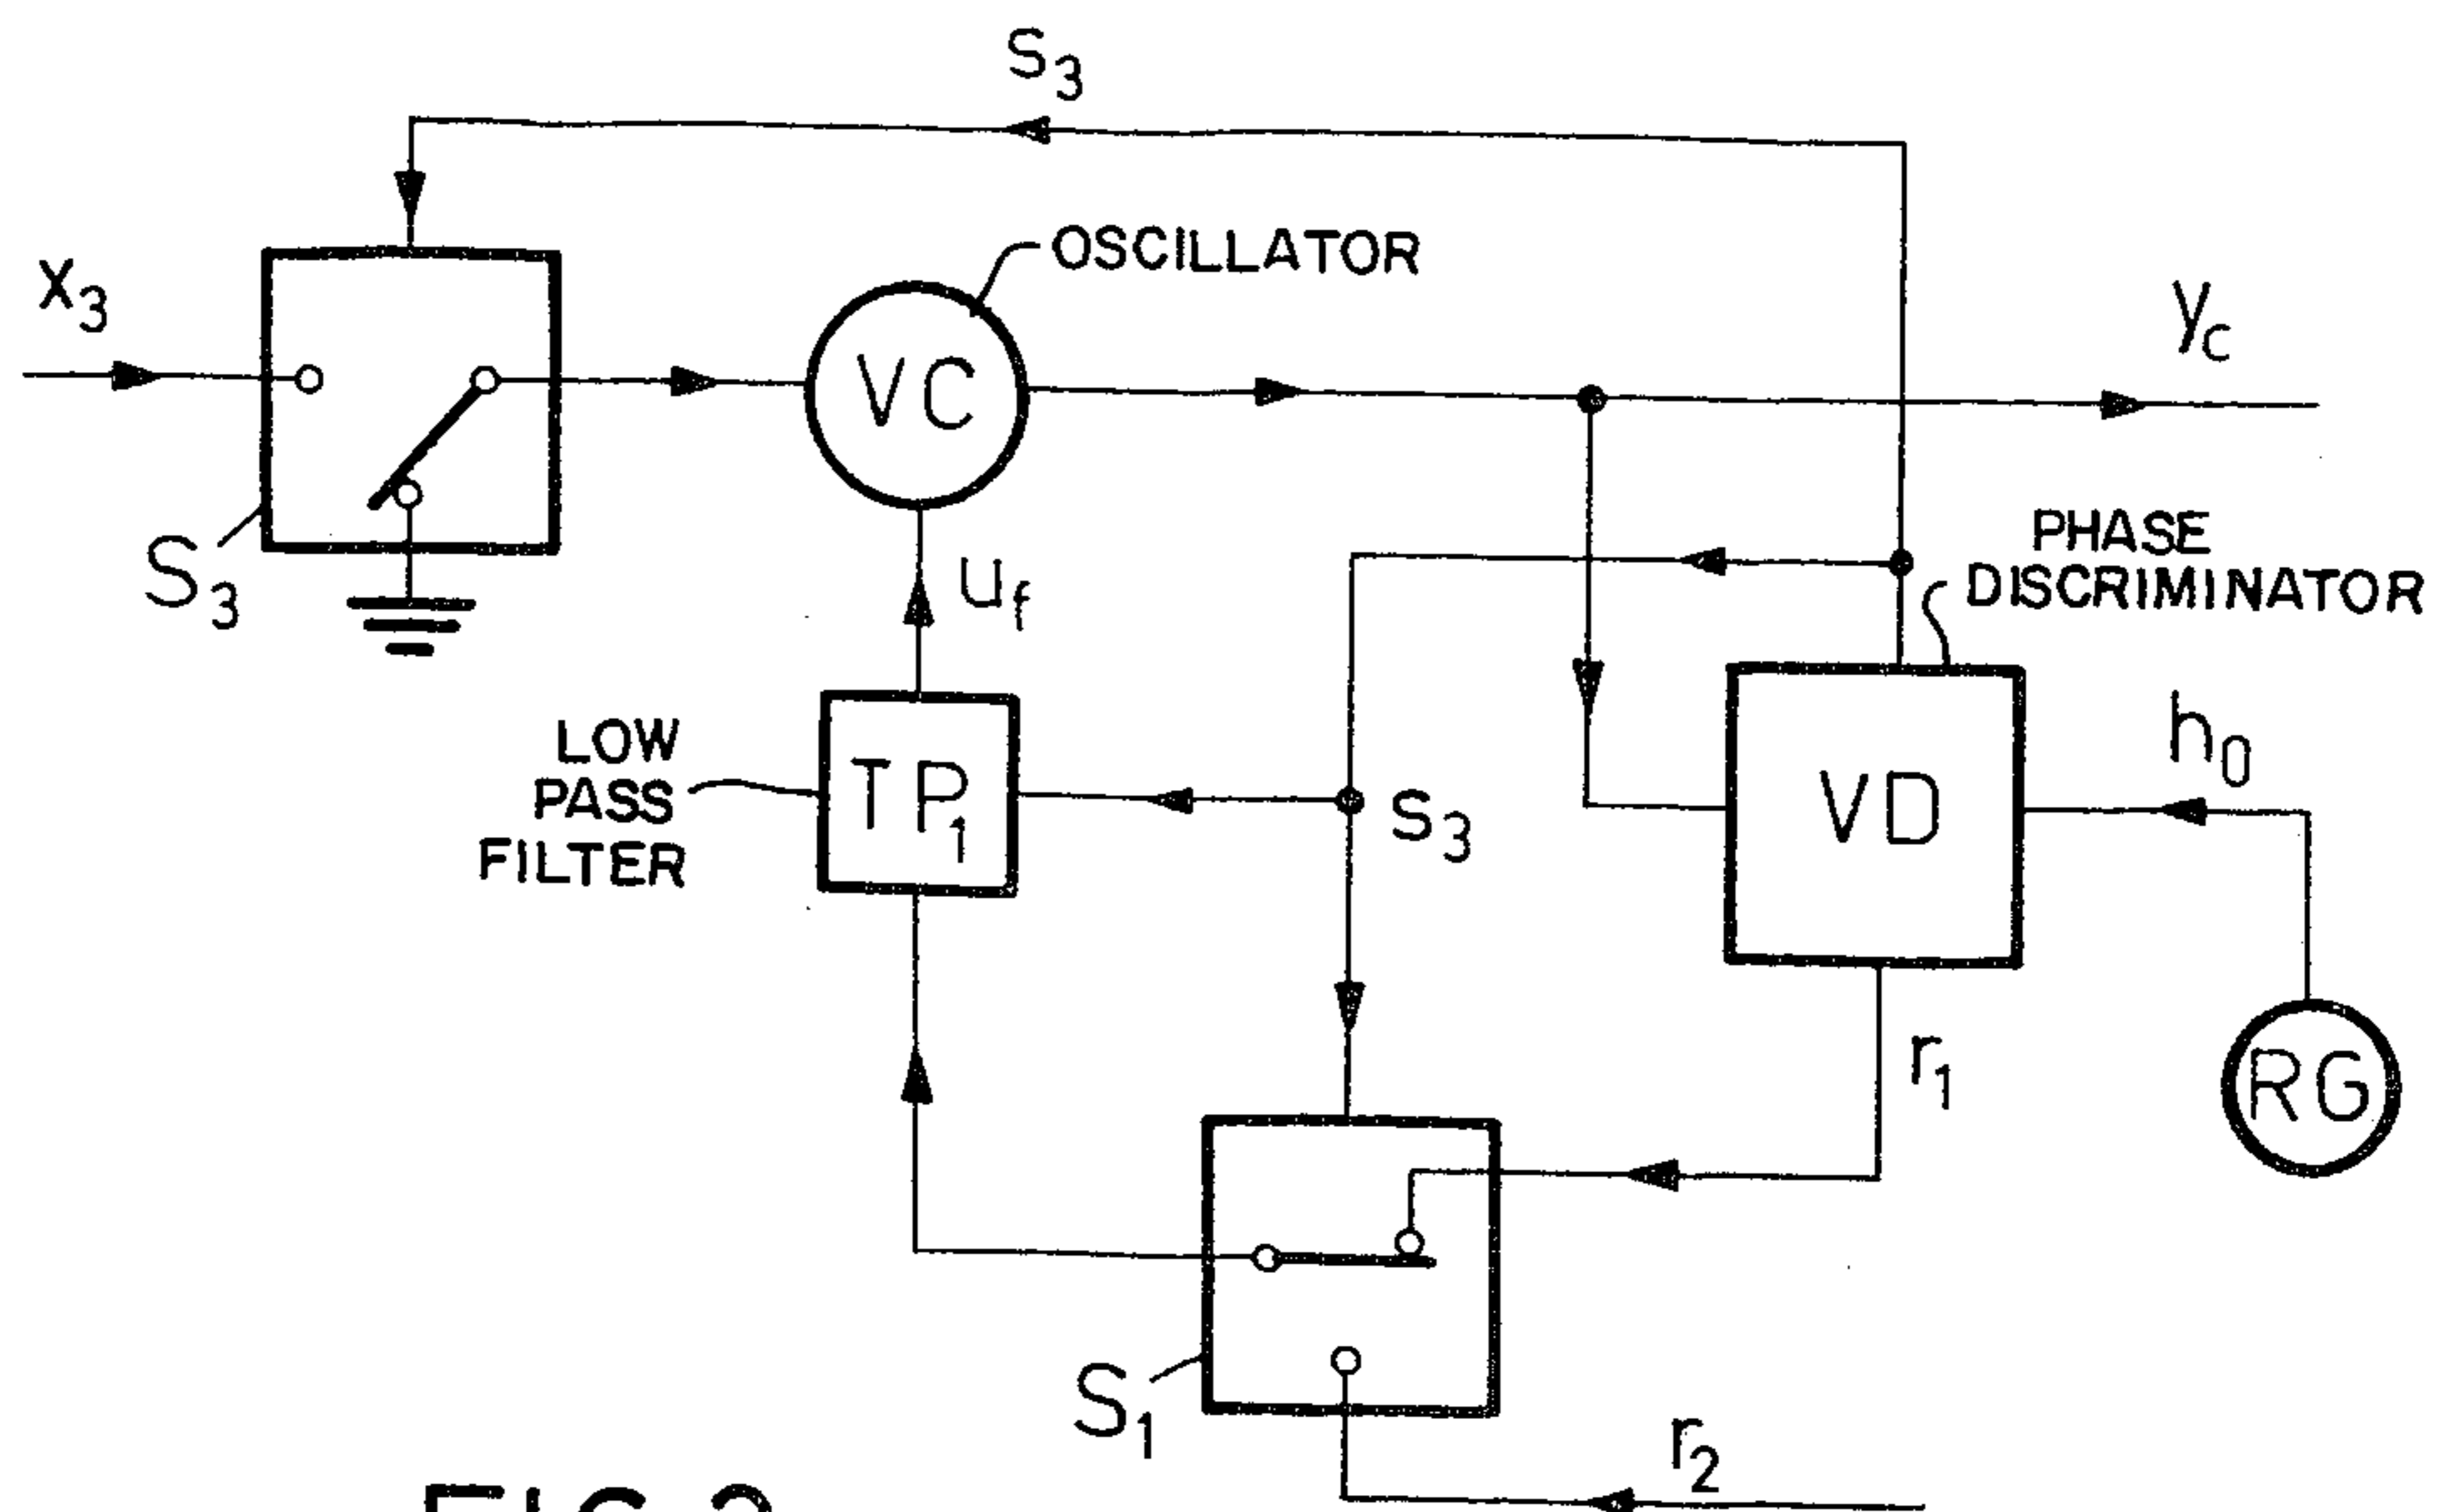 s3
x3
OSCILLATOR
VC
yc
S3
uf
PHASE
DISCRIMINATOR
LOW
PASS
FILTER
TP1
s3
VD
h0
r1
RG
S1
r2